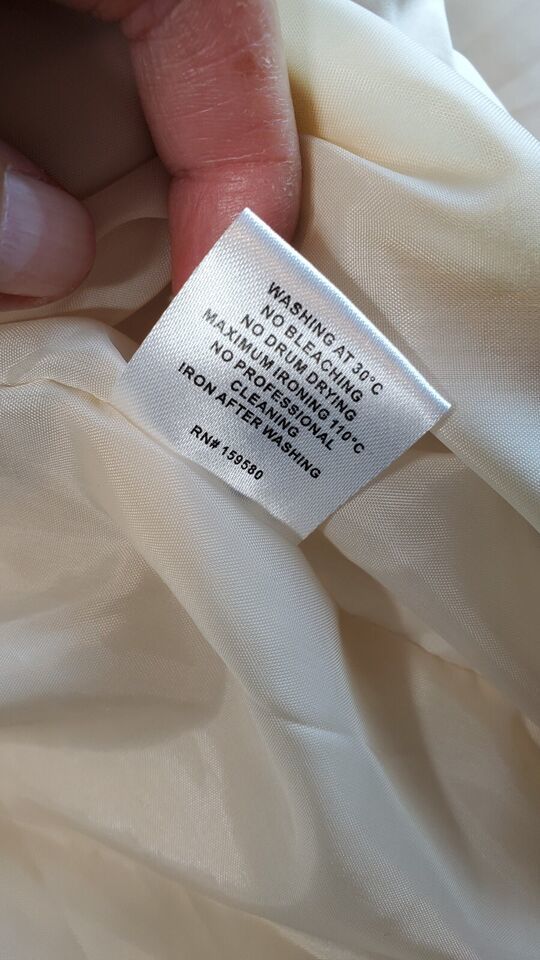 WASHING AT 30°C
NO BLEACHING
NO DRUM DRYING
MAXIMUM IRONING 110°C
NO PROFESSIONAL
CLEANING
IRON AFTER WASHING
RN# 159580